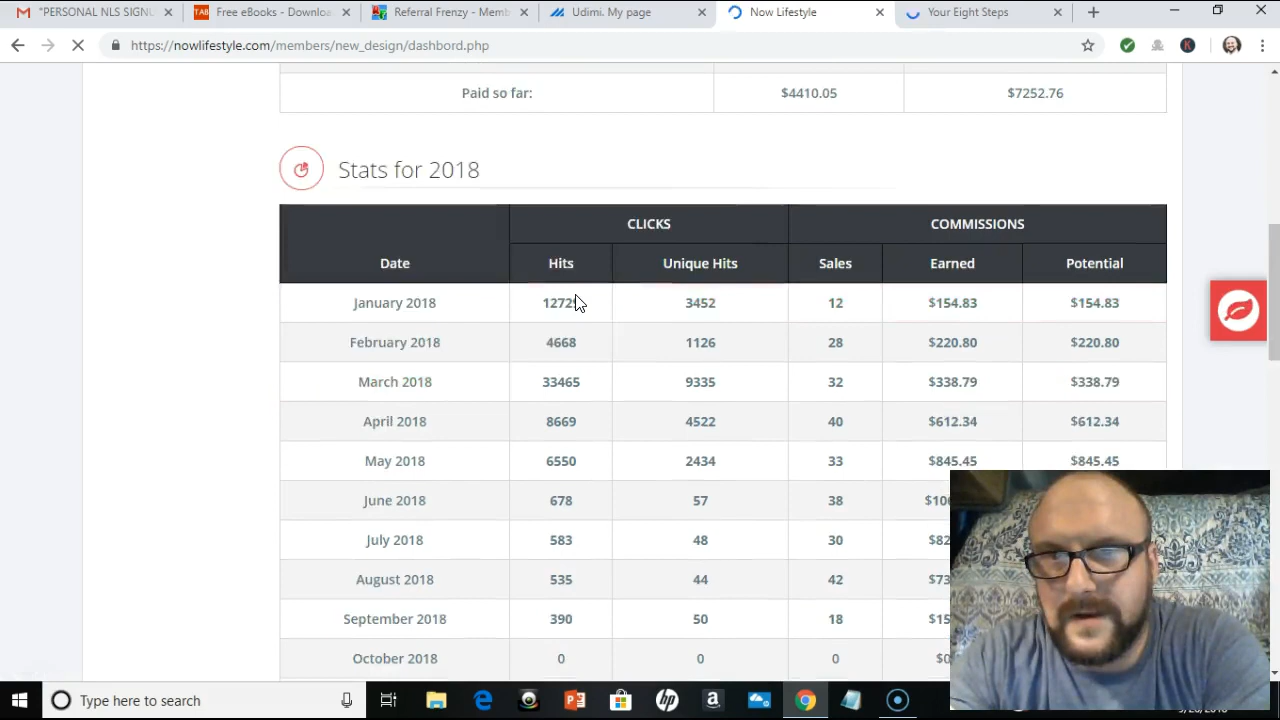 "PERSONAL NLS SIGNU
Free eBooks - Downloa
Referral Frenzy - Memb
Udimi. My page
Now Lifestyle
Your Eight Steps
https://nowlifestyle.com/members/new_design/dashbord.php
K
Paid so far: $4410.05 $7252.76
Stats for 2018
CLICKS COMMISSIONS
Date Hits Unique Hits Sales Earned Potential
January 2018 3452 12 $154.83 $154.83
February 2018 4668 1126 28 $220.80 $220.80
March 2018 33465 9335 32 $338.79 $338.79
April 2018 8669 4522 40 $612.34 $612.34
May 2018 6550 2434 33 $845.45 $845.45
June 2018 678 57 38
July 2018 583 48 30
August 2018 535 44 42
September 2018 390 50 18
October 2018 0 0 0
Type here to search